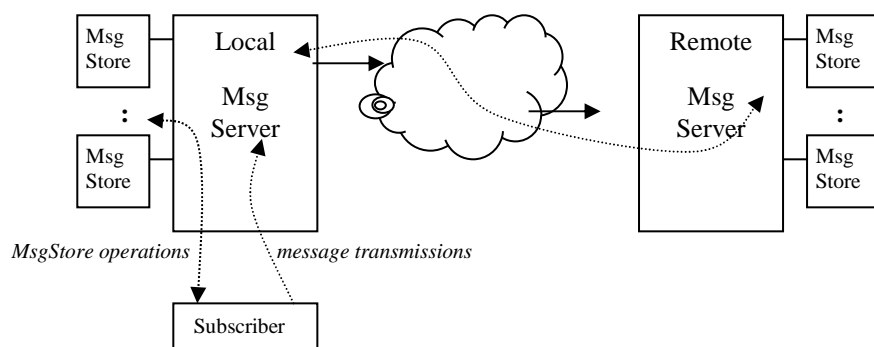 Msg
Store
:
Msg
Store
Local
Msg
Server
Remote
Msg
Server
Msg
Store
:
Msg
Store
MsgStore operations
message transmissions
Subscriber